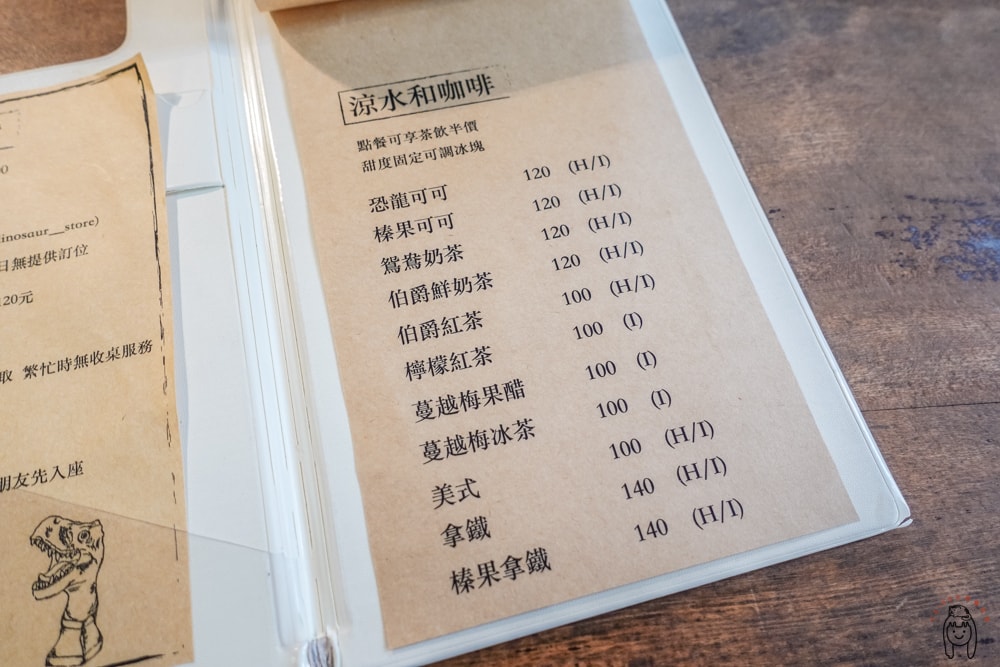 inosaur__store)
日無提供訂位
120元
取 繁忙時無收桌服務
朋友先入座
涼水和咖啡
點餐可享茶飲半價
甜度固定可調冰塊
恐龍可可 120 (H/I)
榛果可可 120 (H/I)
鴛鴦奶茶 120 (H/I)
伯爵鮮奶茶 120 (H/I)
伯爵紅茶 100 (H/I)
檸檬紅茶 100 (I)
蔓越梅果醋 100 (I)
蔓越梅冰茶 100 (I)
美式 100 (H/I)
拿鐵 140 (H/I)
榛果拿鐵 140 (H/I)